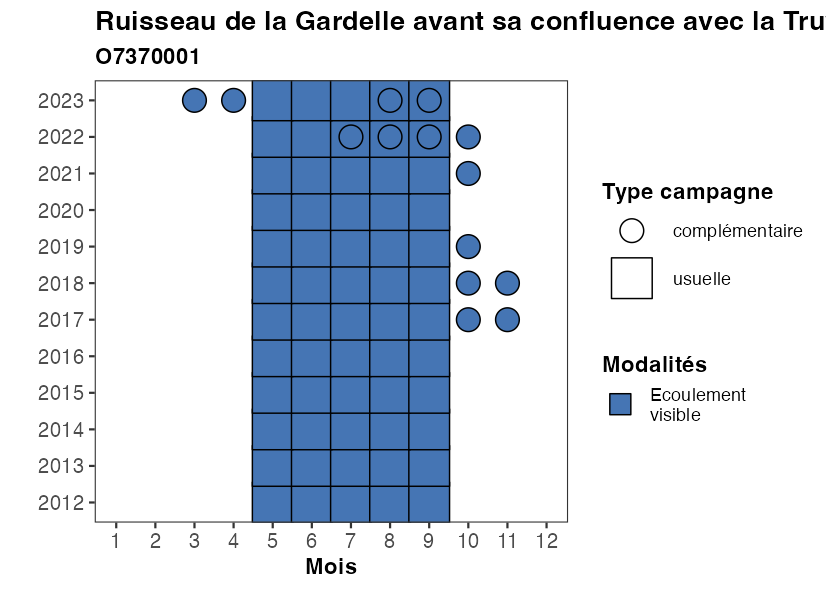 Ruisseau de la Gardelle avant sa confluence avec la Tru
O7370001
2023
2022
2021
2020
2019
2018
2017
2016
2015
2014
2013
2012
1 2 3 4 5 6 7 8 9 10 11 12
Mois
Type campagne
complémentaire
usuelle
Modalités
Ecoulement
visible